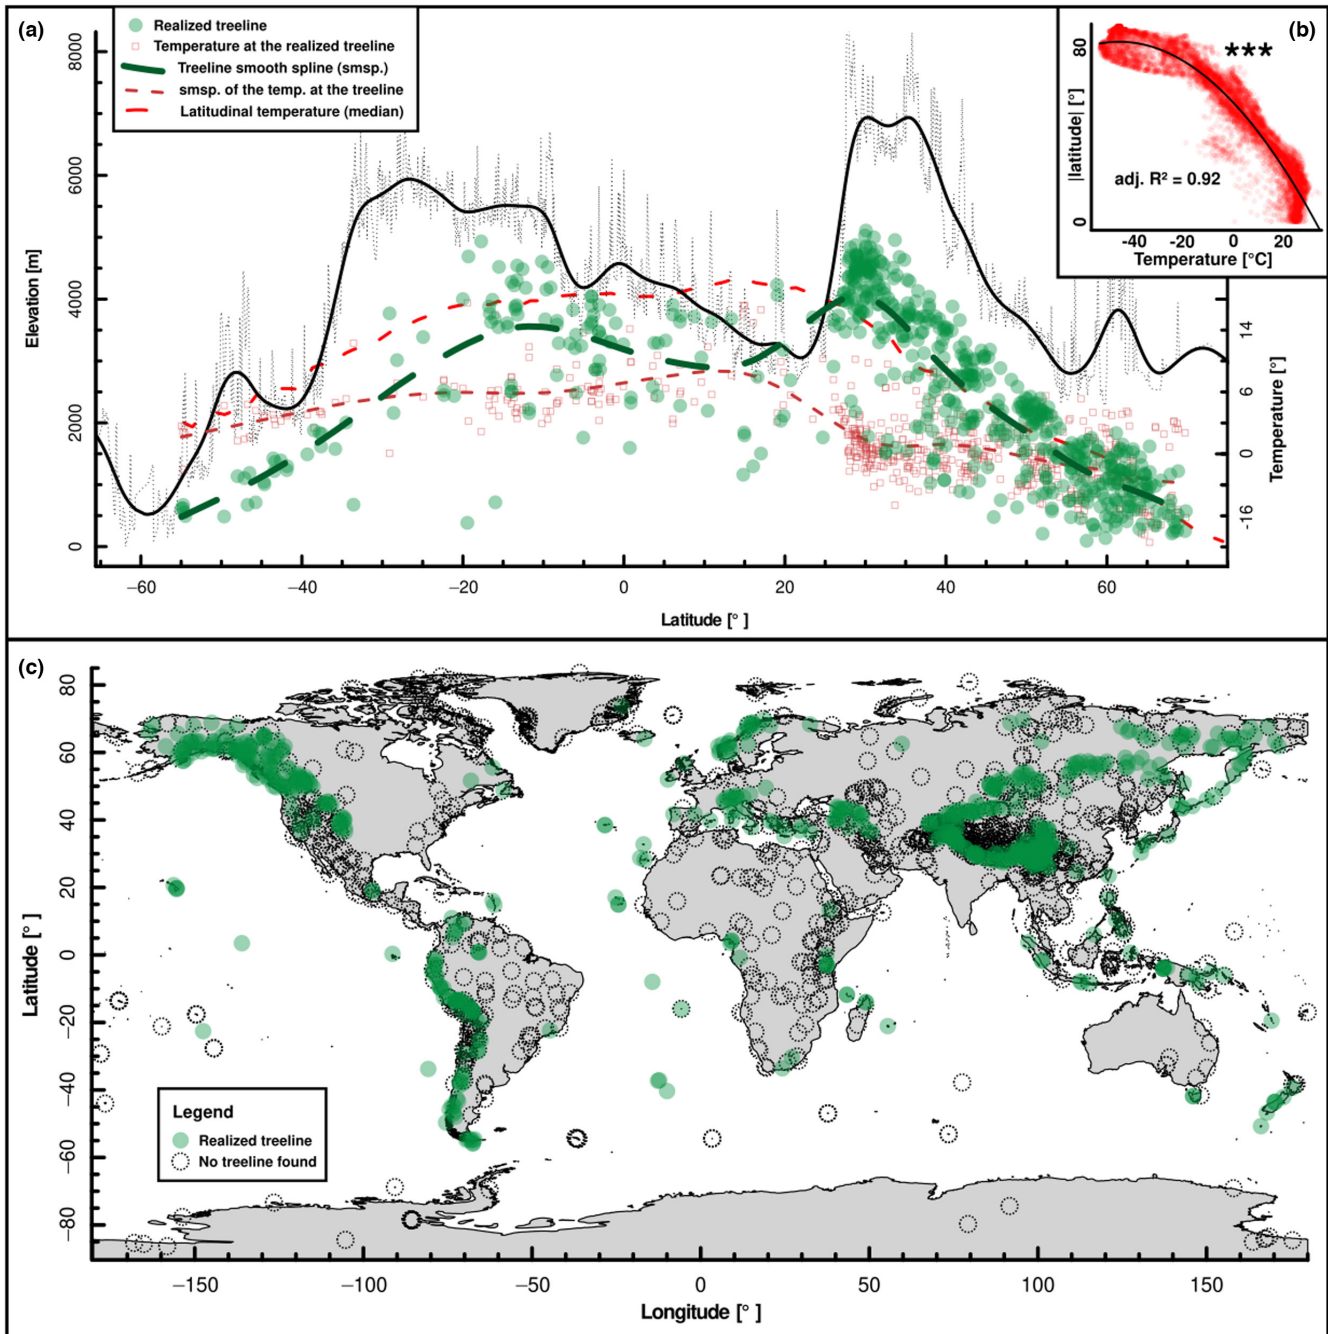 (a)
Realized treeline
Temperature at the realized treeline
Treeline smooth spline (smsp.)
smsp. of the temp. at the treeline
Latitudinal temperature (median)
8000
6000
4000
2000
0
Elevation [m]
−60
−40
−20
0
20
40
60
Latitude [° ]
14
6
0
-16
Temperature [°]
(b)
***
adj. R² = 0.92
80
0
|latitude| [°]
-40
0
20
Temperature [°C]
(c)
80
60
40
20
0
−20
−40
−60
−80
Latitude [° ]
Legend
Realized treeline
No treeline found
−150
−100
−50
0
50
100
150
Longitude [° ]